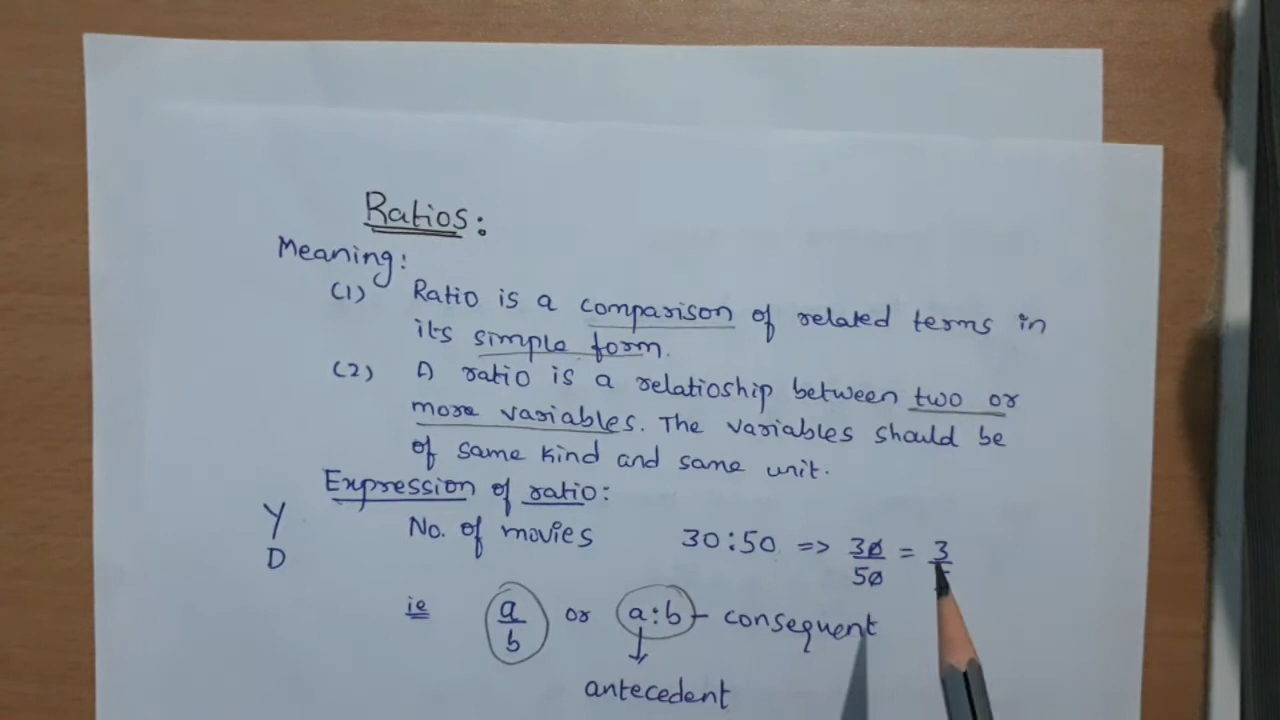 Ratios:
Meaning:
(1) Ratio is a comparison of related terms in
its simple form.
(2) A ratio is a relatioship between two or
more variables. The variables should be
of same kind and same unit.
Expression of ratio:
Y
No. of movies 30:50 => 30/50 = 3/
D
ie a/b or a:b - consequent
antecedent